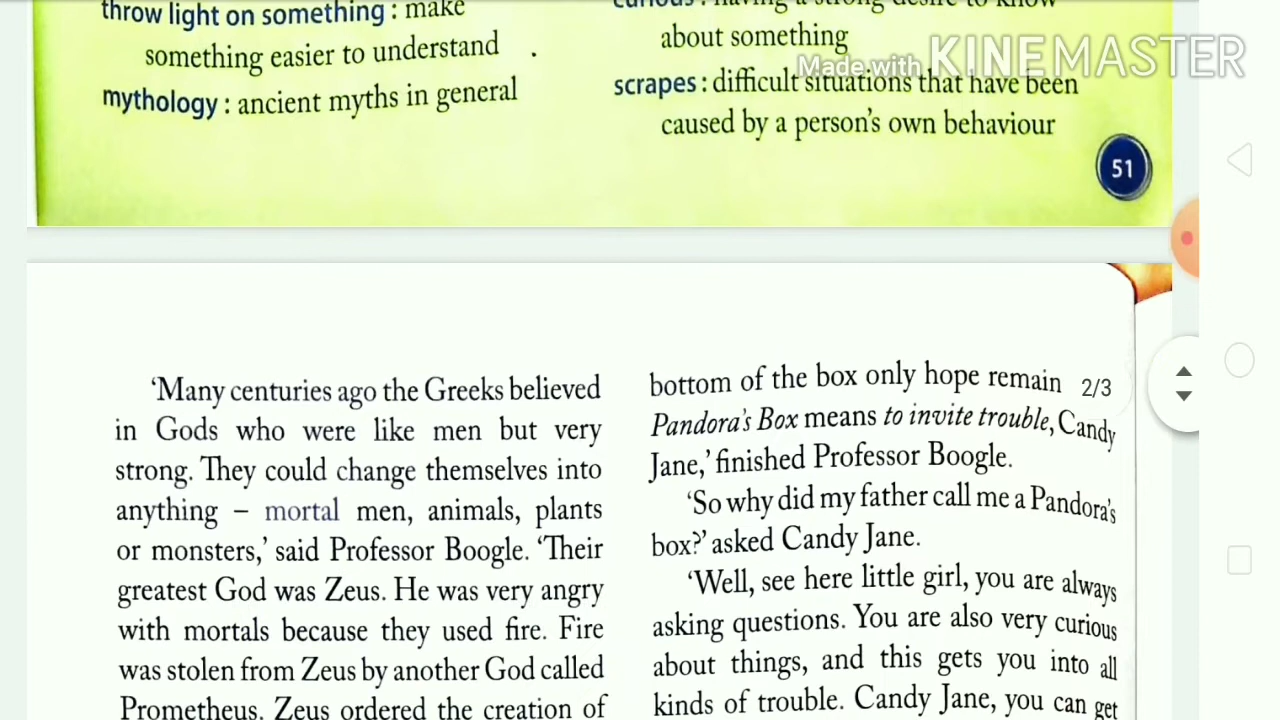 throw light on something : make
something easier to understand
mythology : ancient myths in general
curious : having a strong desire to know
about something
scrapes : difficult situations that have been
caused by a person's own behaviour
Made with KINEMASTER
51
'Many centuries ago the Greeks believed
in Gods who were like men but very
strong. They could change themselves into
anything – mortal men, animals, plants
or monsters,' said Professor Boogle. 'Their
greatest God was Zeus. He was very angry
with mortals because they used fire. Fire
was stolen from Zeus by another God called
Prometheus. Zeus ordered the creation of
bottom of the box only hope remain
2/3
Pandora's Box means to invite trouble, Candy
Jane,' finished Professor Boogle.
'So why did my father call me a Pandora's
box?' asked Candy Jane.
'Well, see here little girl, you are always
asking questions. You are also very curious
about things, and this gets you into all
kinds of trouble. Candy Jane, you can get